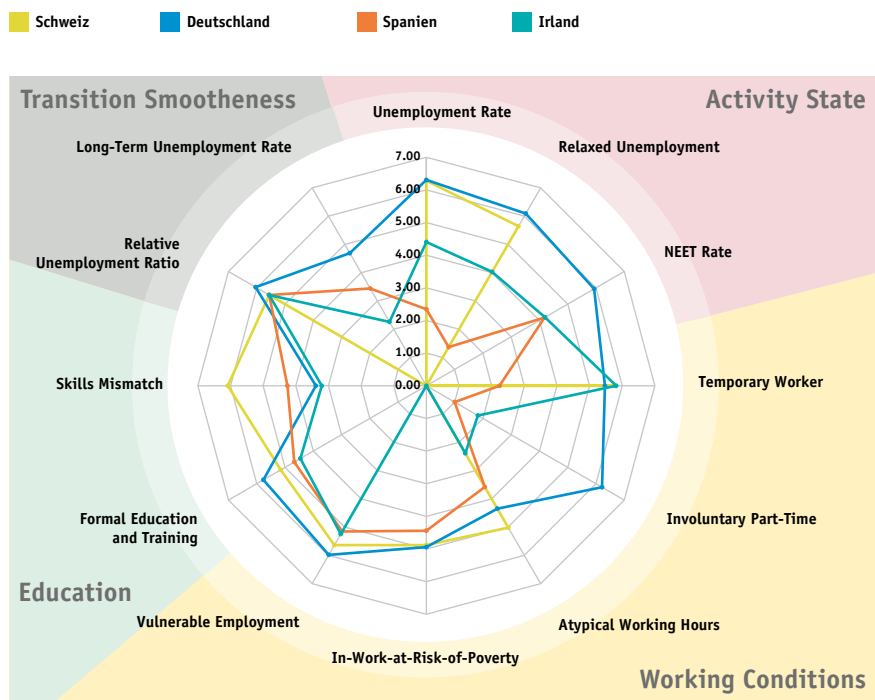 Schweiz
Deutschland
Spanien
Irland
Transition Smootheness
Activity State
Unemployment Rate
Long-Term Unemployment Rate
Relaxed Unemployment
7.00
6.00
5.00
4.00
3.00
2.00
1.00
0.00
Relative
Unemployment Ratio
NEET Rate
Skills Mismatch
Temporary Worker
Formal Education
and Training
Involuntary Part-Time
Education
Vulnerable Employment
Atypical Working Hours
In-Work-at-Risk-of-Poverty
Working Conditions